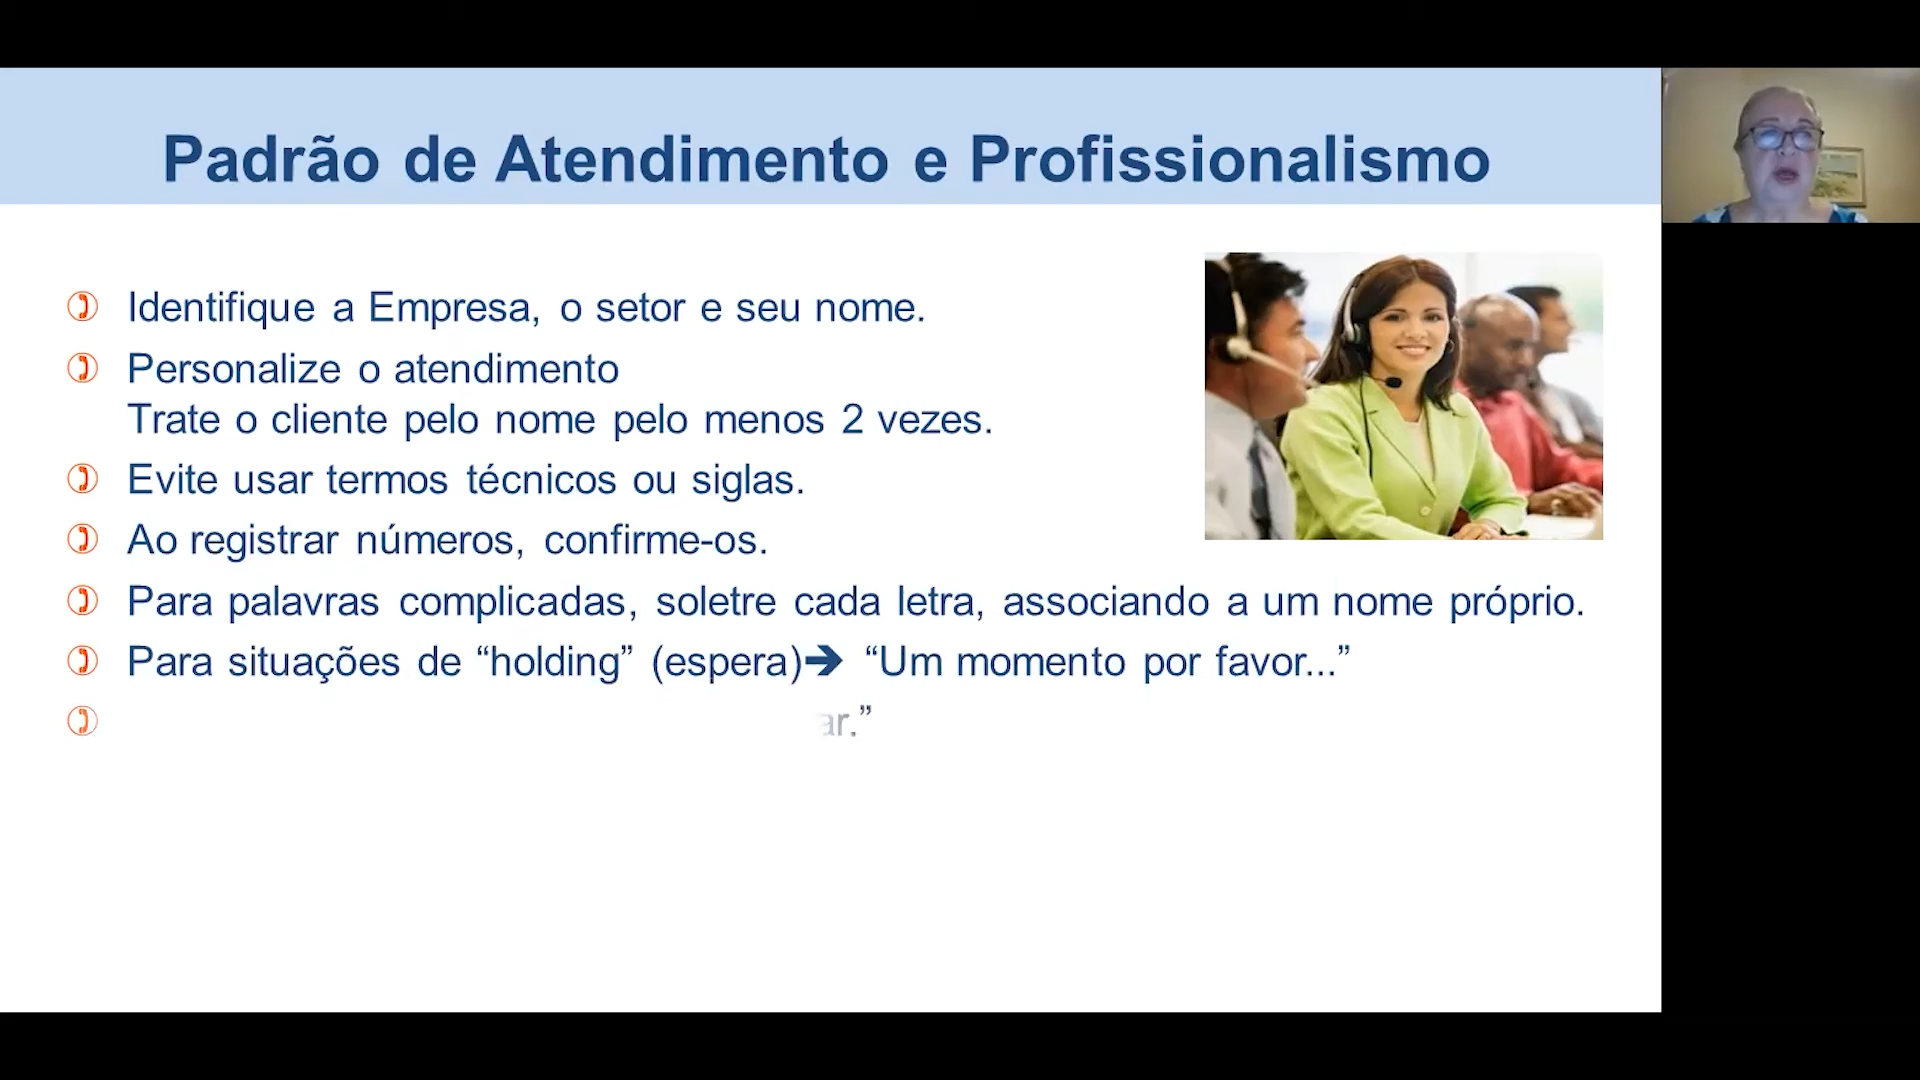 Padrão de Atendimento e Profissionalismo
Identifique a Empresa, o setor e seu nome.
Personalize o atendimento
Trate o cliente pelo nome pelo menos 2 vezes.
Evite usar termos técnicos ou siglas.
Ao registrar números, confirme-os.
Para palavras complicadas, soletre cada letra, associando a um nome próprio.
Para situações de “holding” (espera)➔ “Um momento por favor...”
ar.”